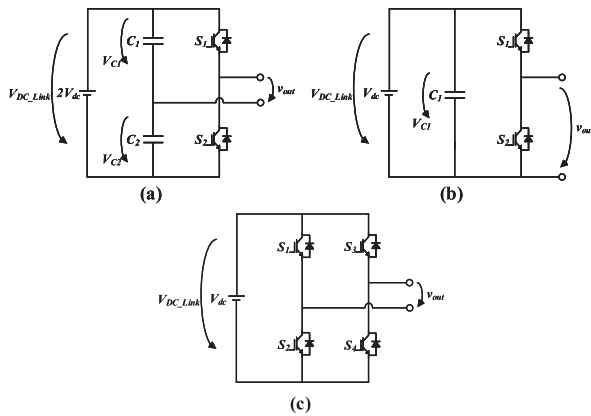 V_DC_Link 2V_dc
V_C1
C_1
V_C2
C_2
S_1
S_2
v_out
(a)
V_DC_Link V_dc
V_C1
C_1
S_1
S_2
v_ou
(b)
V_DC_Link V_dc
S_1
S_2
S_3
S_4
v_out
(c)